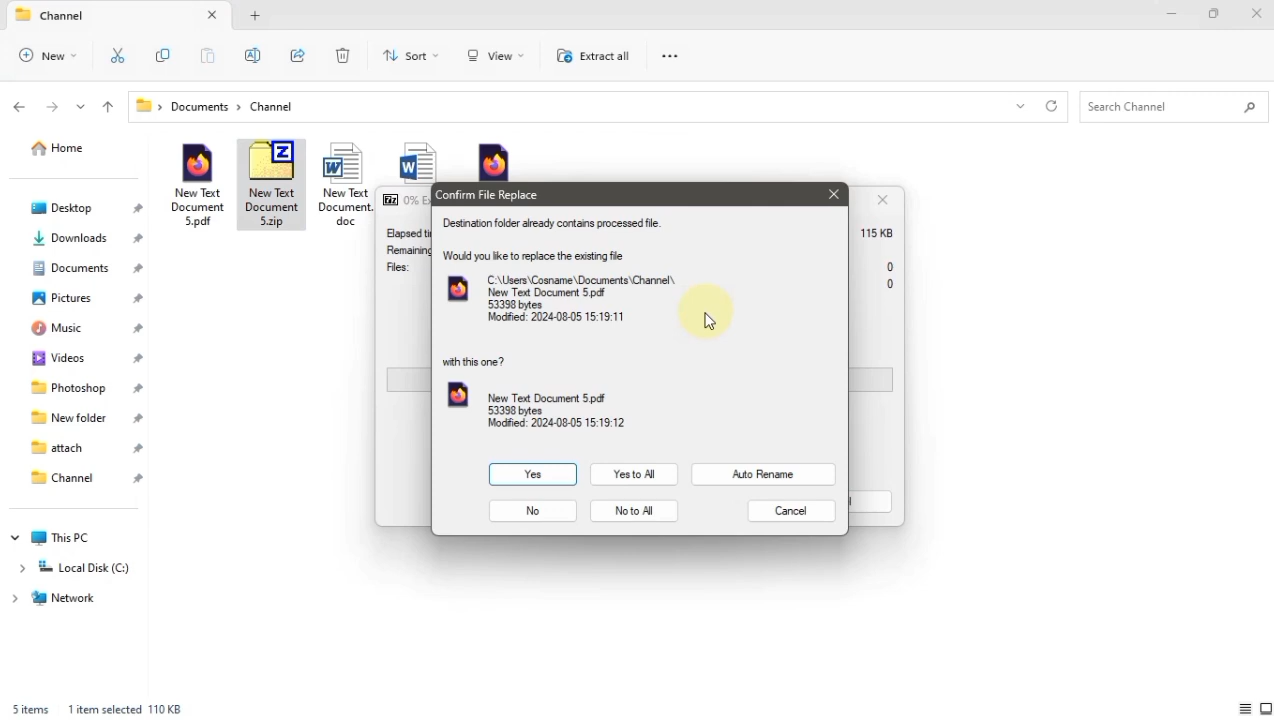 Channel
New
Sort
View
Extract all
Documents
Channel
Search Channel
Home
Desktop
Downloads
Documents
Pictures
Music
Videos
Photoshop
New folder
attach
Channel
This PC
Local Disk (C:)
Network
New Text
Document
5.pdf
New Text
Document
5.zip
New Text
Document.
doc
7z 0% Ex
Elapsed ti
Remaining
Files:
115 KB
0
0
Confirm File Replace
Destination folder already contains processed file.
Would you like to replace the existing file
C:\Users\Cosname\Documents\Channel\
New Text Document 5.pdf
53398 bytes
Modified: 2024-08-05 15:19:11
with this one?
New Text Document 5.pdf
53398 bytes
Modified: 2024-08-05 15:19:12
Yes
Yes to All
Auto Rename
No
No to All
Cancel
5 items
1 item selected 110 KB